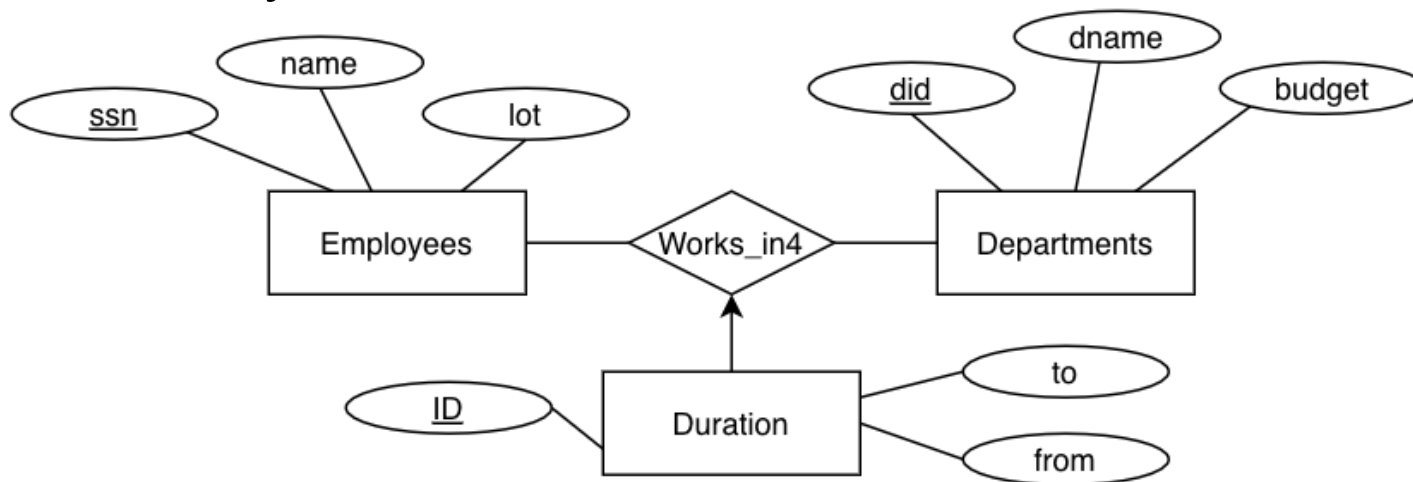 name
ssn
lot
dname
did
budget
Employees
Works_in4
Departments
ID
Duration
to
from